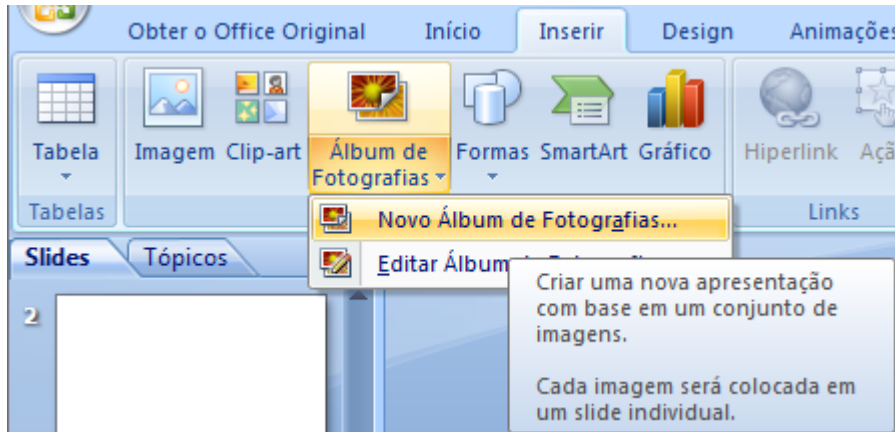 Obter o Office Original Início Inserir Design Animações
Tabela Imagem Clip-art Álbum de Fotografias Formas SmartArt Gráfico Hiperlink
Tabelas Links
Novo Álbum de Fotografias...
Editar Álbum
Slides Tópicos
2
Criar uma nova apresentação
com base em um conjunto de
imagens.
Cada imagem será colocada em
um slide individual.